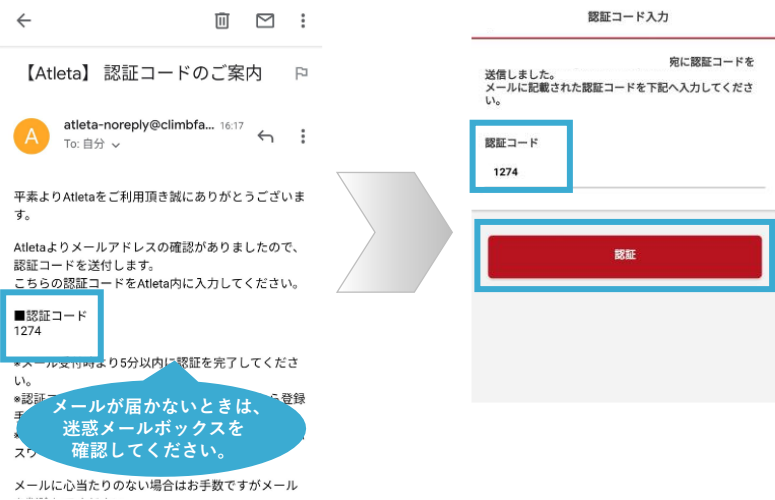 【Atleta】 認証コードのご案内
A
atleta-noreply@climbfa... 16:17
To: 自分
平素よりAtletaをご利用頂き誠にありがとうございま
す。
Atletaよりメールアドレスの確認がありましたので、
認証コードを送付します。
こちらの認証コードをAtleta内に入力してください。
■認証コード
1274
*メール受付時より5分以内に認証を完了してくださ
い。
*認証
登録
メールが届かないときは、
迷惑メールボックスを
確認してください。
メールに心当たりのない場合はお手数ですがメール
認証コード入力
宛に認証コードを
送信しました。
メールに記載された認証コードを下記へ入力してくださ
い。
認証コード
1274
認証